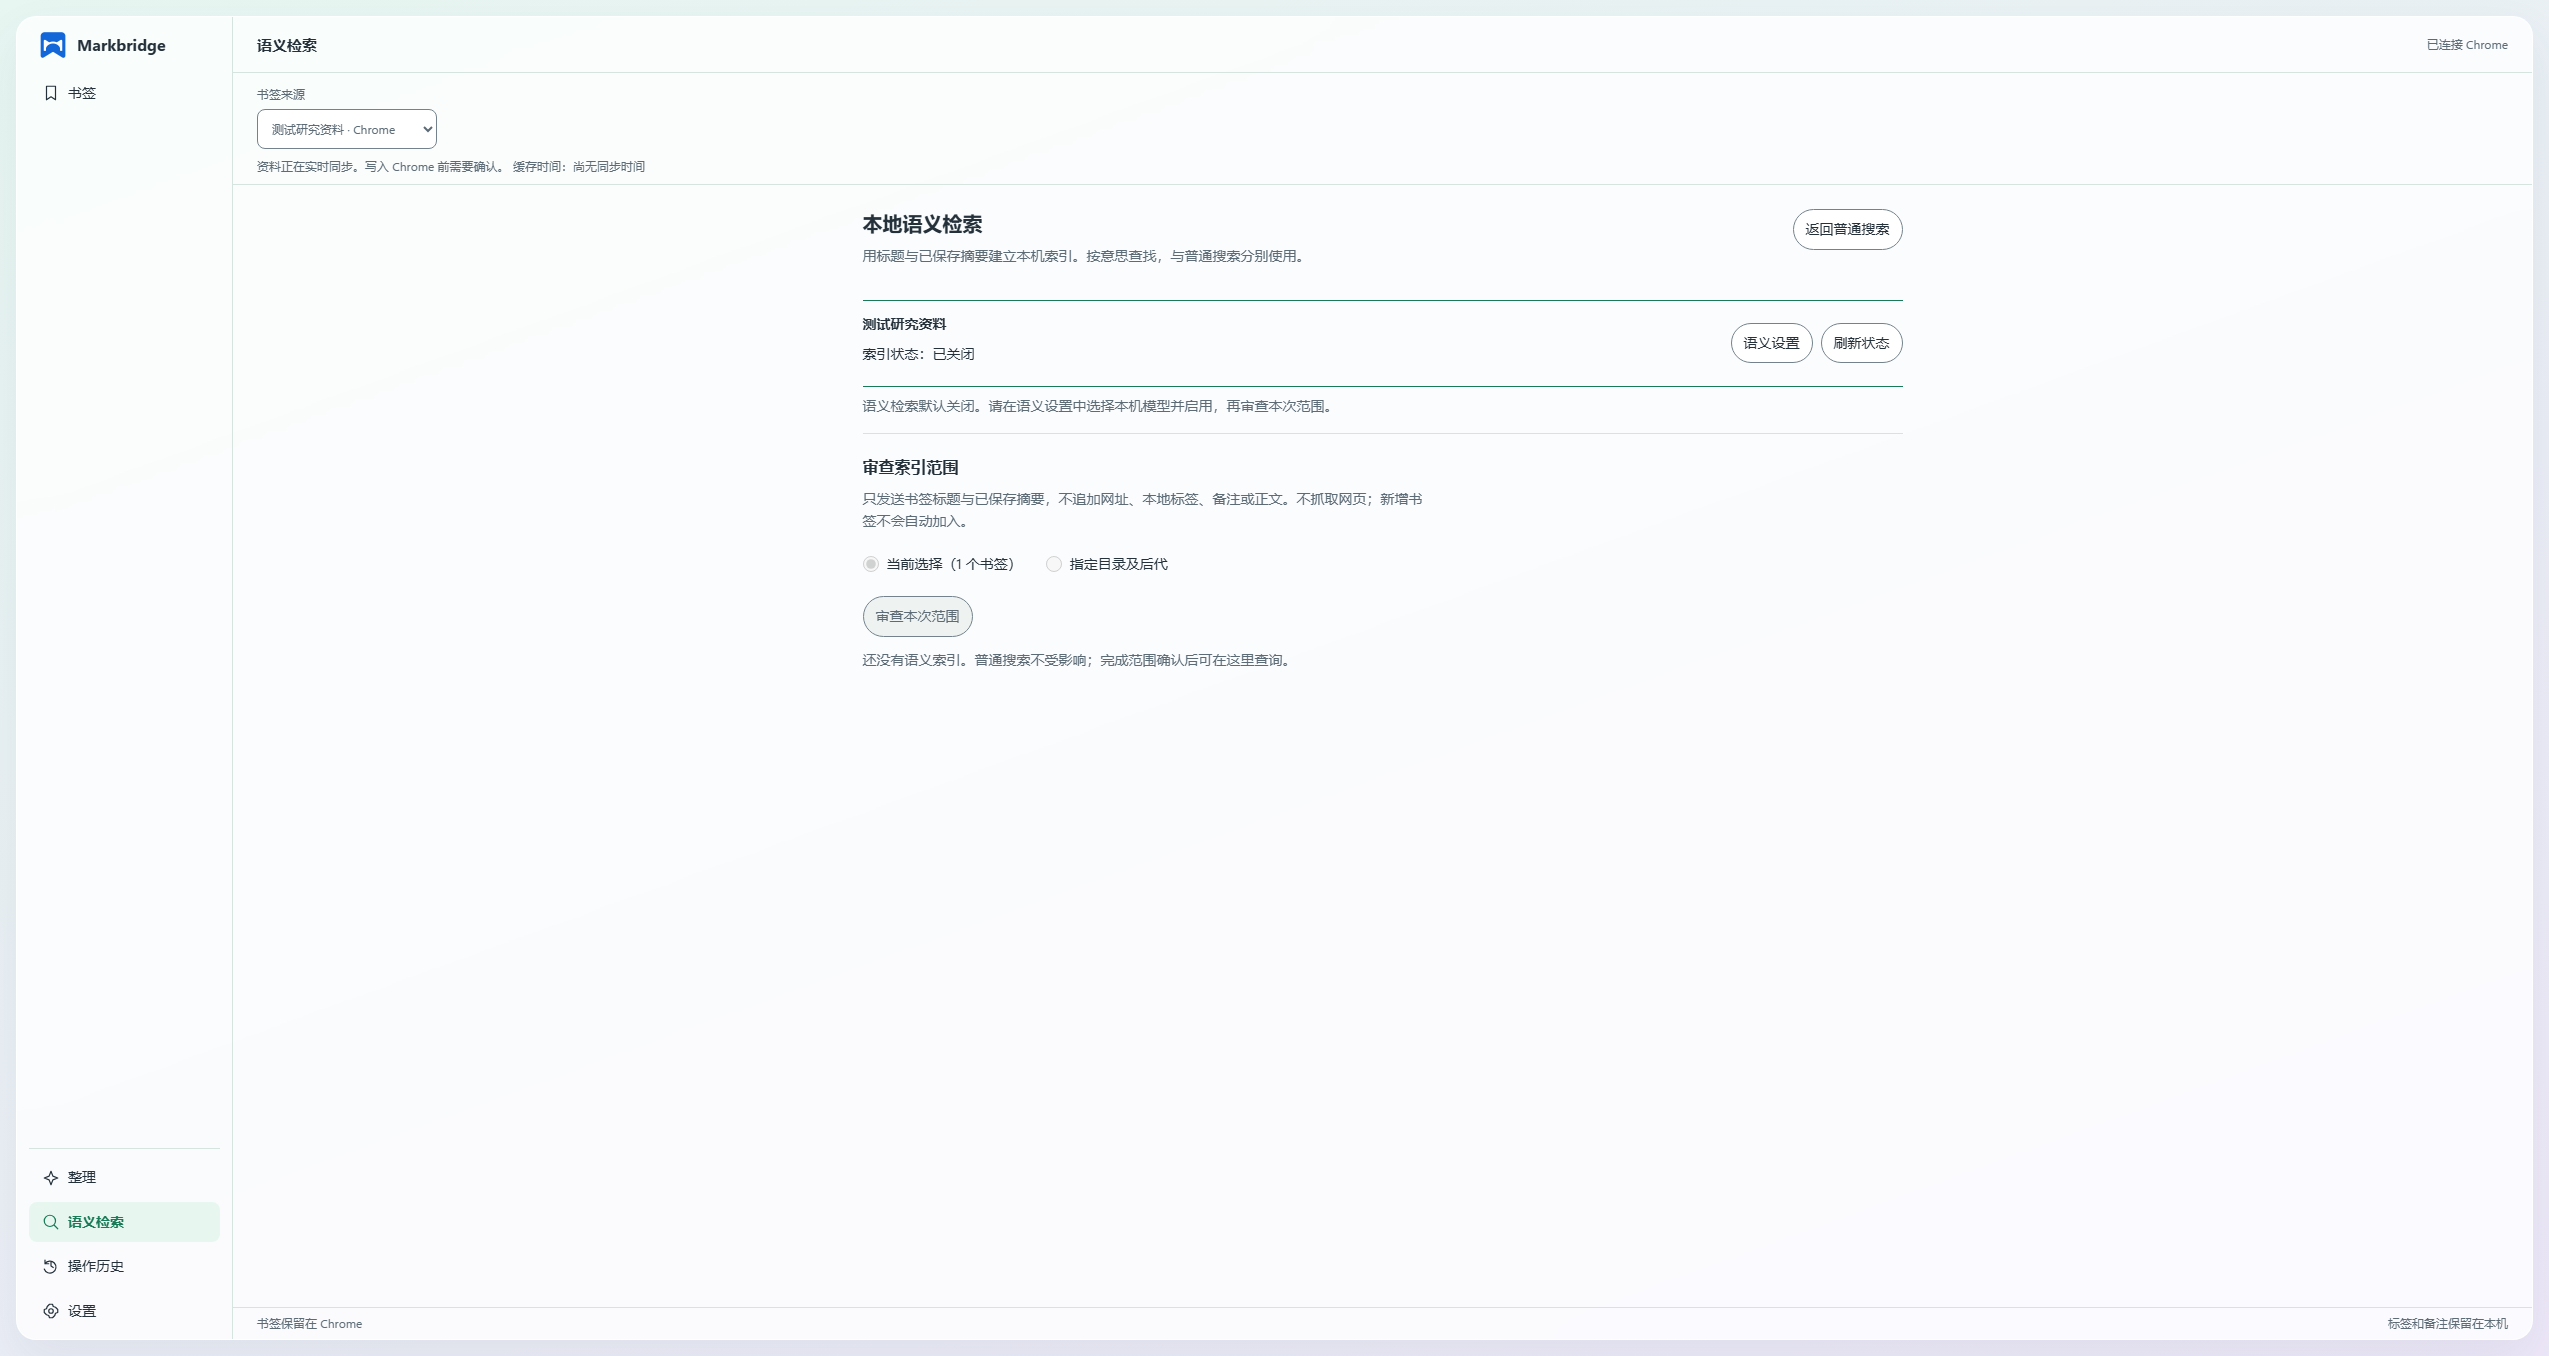 Markbridge
书签
整理
语义检索
操作历史
设置
语义检索
已连接 Chrome
书签来源
测试研究资料 · Chrome
资料正在实时同步。写入 Chrome 前需要确认。 缓存时间：尚无同步时间
本地语义检索
返回普通搜索
用标题与已保存摘要建立本机索引。按意思查找，与普通搜索分别使用。
测试研究资料
索引状态：已关闭
语义设置
刷新状态
语义检索默认关闭。请在语义设置中选择本机模型并启用，再审查本次范围。
审查索引范围
只发送书签标题与已保存摘要，不追加网址、本地标签、备注或正文。不抓取网页；新增书
签不会自动加入。
当前选择（1 个书签）
指定目录及后代
审查本次范围
还没有语义索引。普通搜索不受影响；完成范围确认后可在这里查询。
书签保留在 Chrome
标签和备注保留在本机